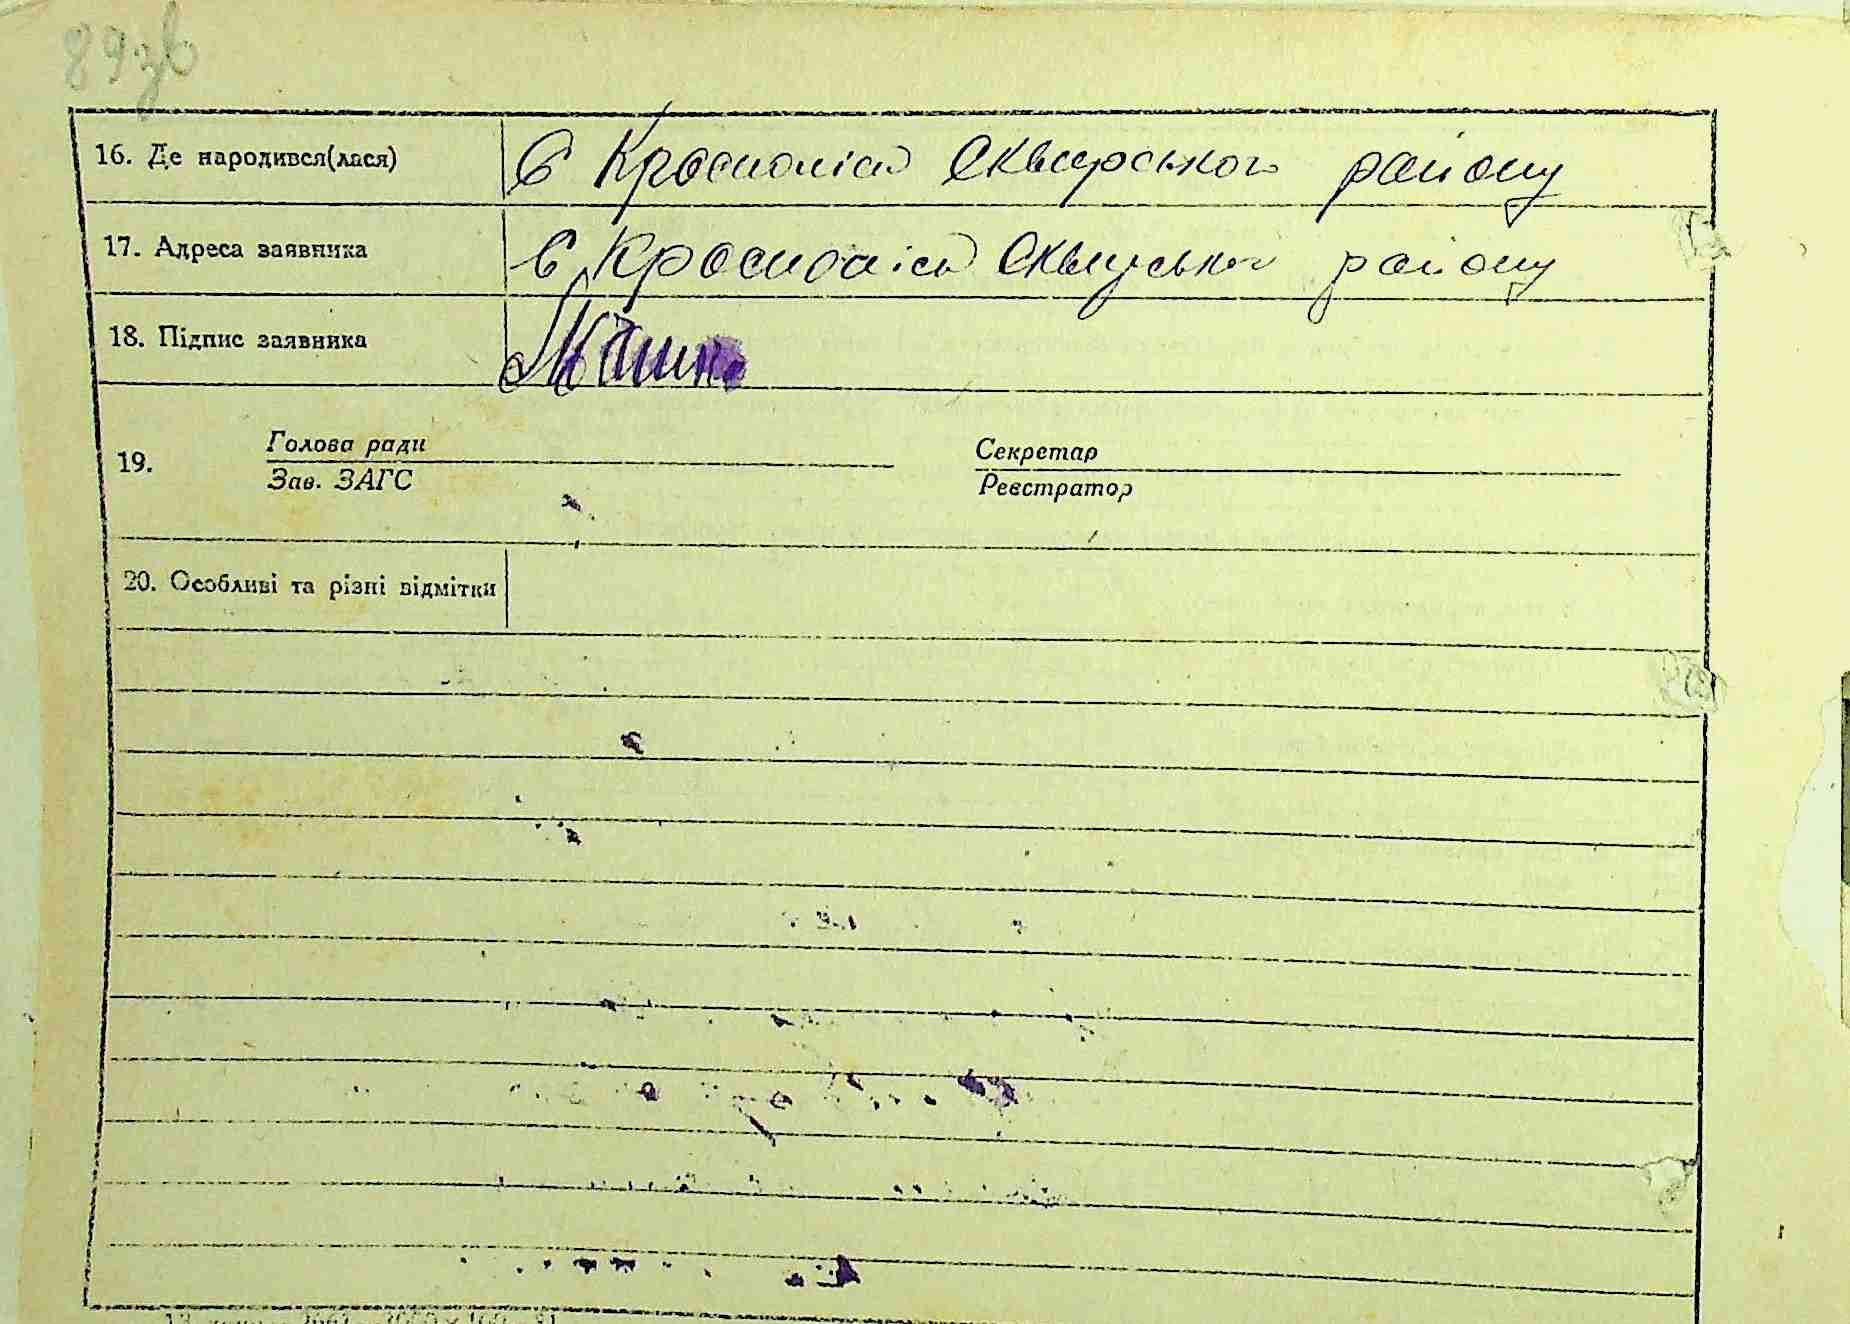 89зв
16. Де народився(лася) С Красноліси Сквирського району
17. Адреса заявника С Красноліси Сквирського району
18. Підпис заявника
19. Голова ради Секретар
Зав. ЗАГС Реєстратор
20. Особливі та різні відмітки